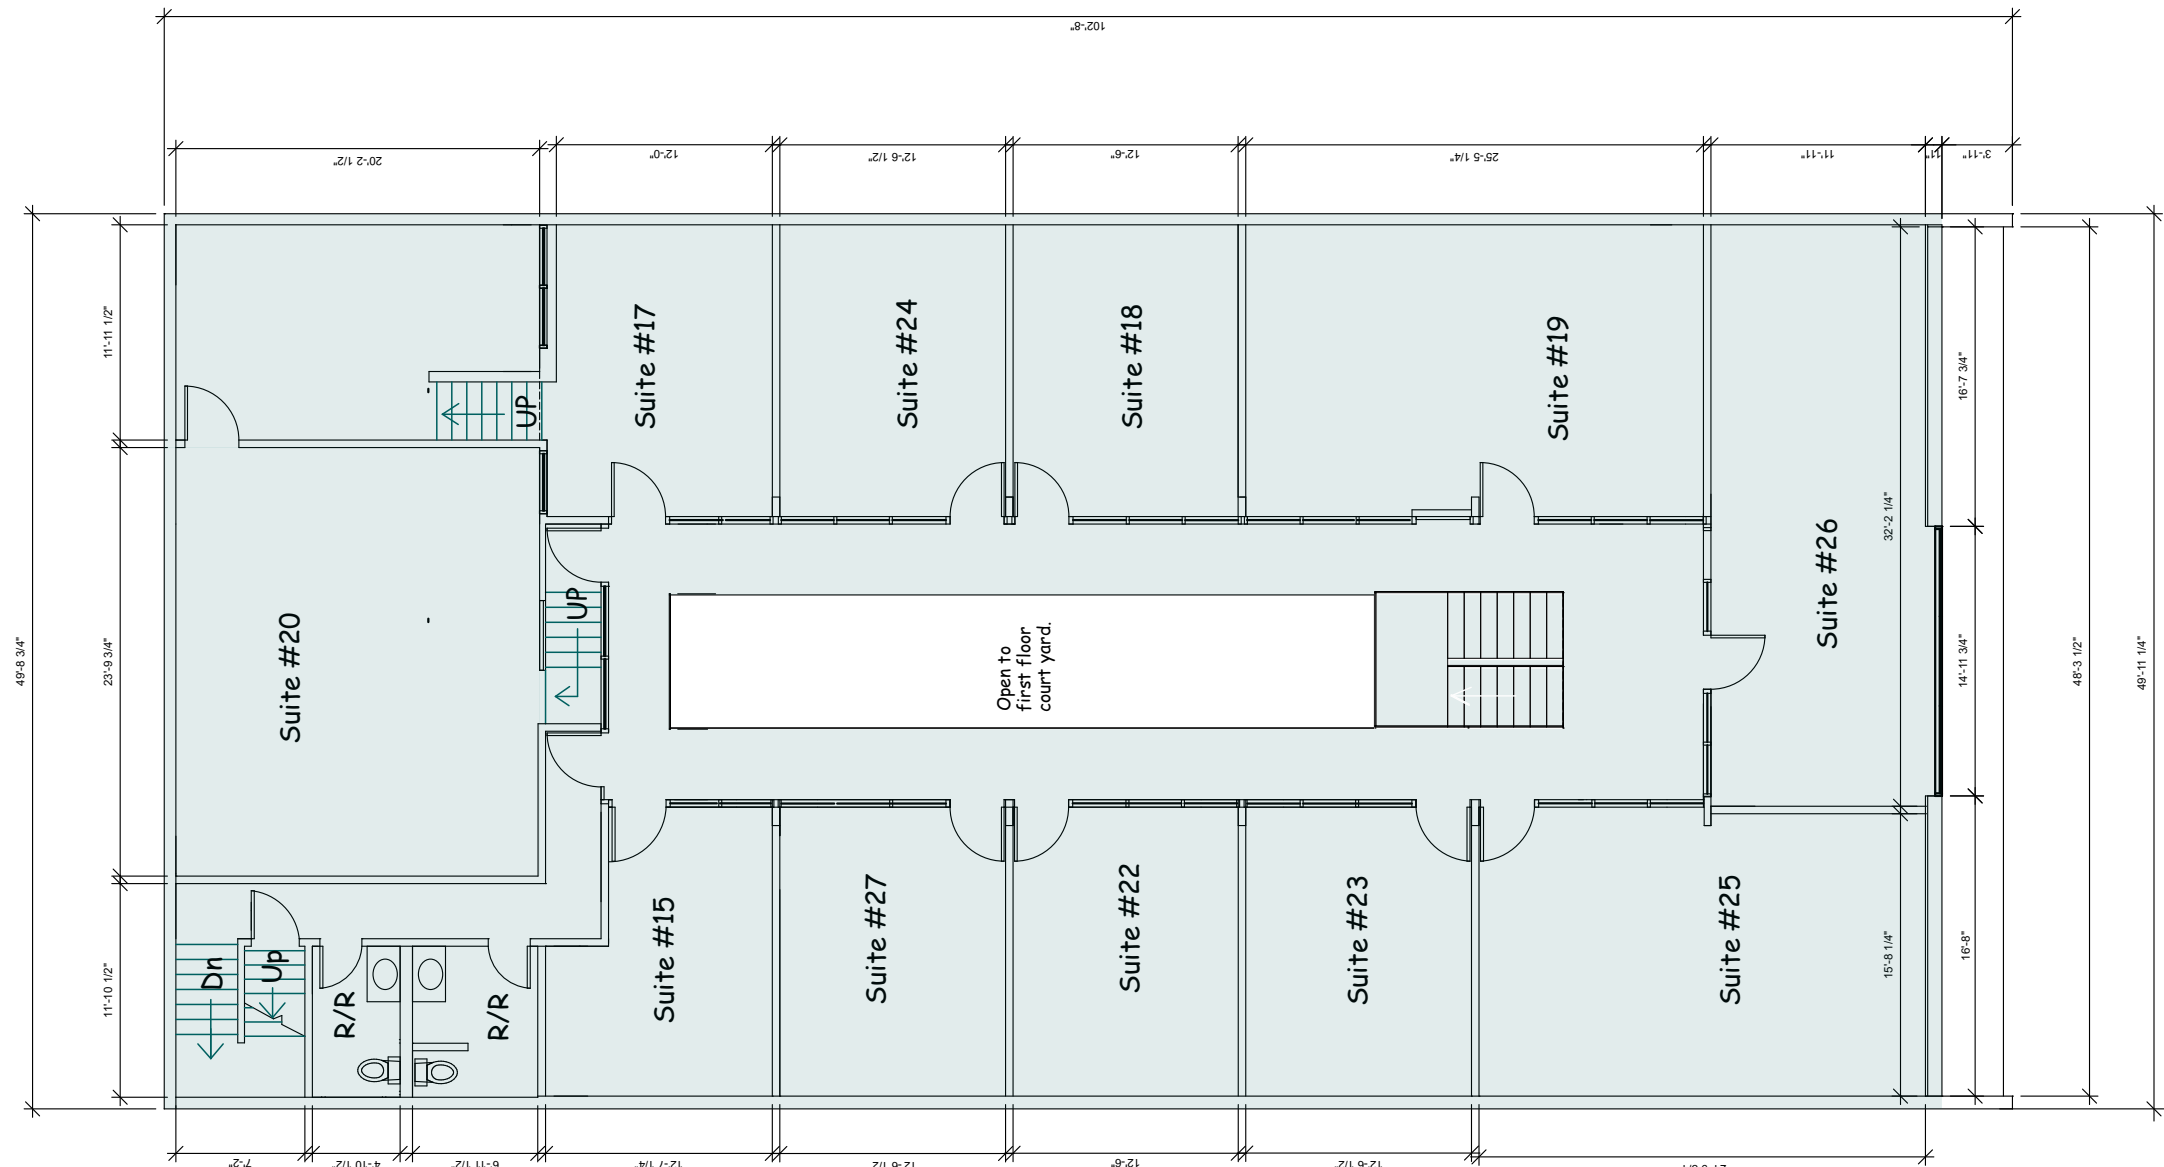 102'-8"
20'-2 1/2"
12'-0"
12'-6 1/2"
12'-6"
25'-5 1/4"
11'-11"
11"
3'-11"
49'-8 3/4"
11'-11 1/2"
23'-9 3/4"
11'-10 1/2"
UP
Suite #17
Suite #24
Suite #18
Suite #19
Suite #20
UP
Open to
first floor
court yard.
Suite #26
32'-2 1/4"
16'-7 3/4"
14'-11 3/4"
48'-3 1/2"
49'-11 1/4"
Dn
Up
R/R
R/R
Suite #15
Suite #27
Suite #22
Suite #23
Suite #25
15'-8 1/4"
16'-8"
7'-2"
4'-10 1/2"
6'-11 1/2"
12'-7 1/4"
12'-6 1/2
12'-6"
12'-6 1/2"